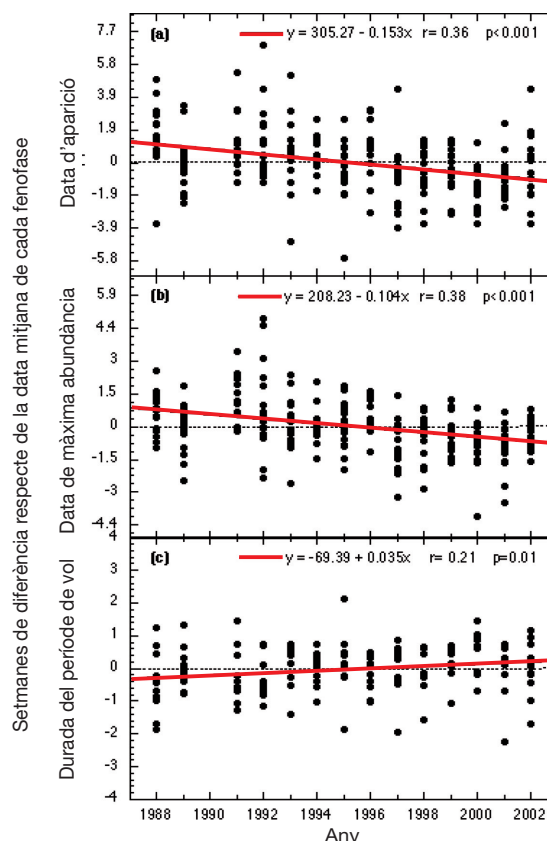 Setmanes de diferència respecte de la data mitjana de cada fenofase
Data d'aparició
(a)
y = 305.27 - 0.153x r= 0.36 p<0.001
7.7
5.8
3.9
1.9
0
-1.9
-3.9
-5.8
Data de màxima abundància
(b)
y = 208.23 - 0.104x r= 0.38 p<0.001
5.9
4.4
3
1.5
0
-1.5
-3
-4.4
Durada del període de vol
(c)
y = -69.39 + 0.035x r= 0.21 p=0.01
4
3
2
1
0
-1
-2
-3
-4
1988 1990 1992 1994 1996 1998 2000 2002
Any